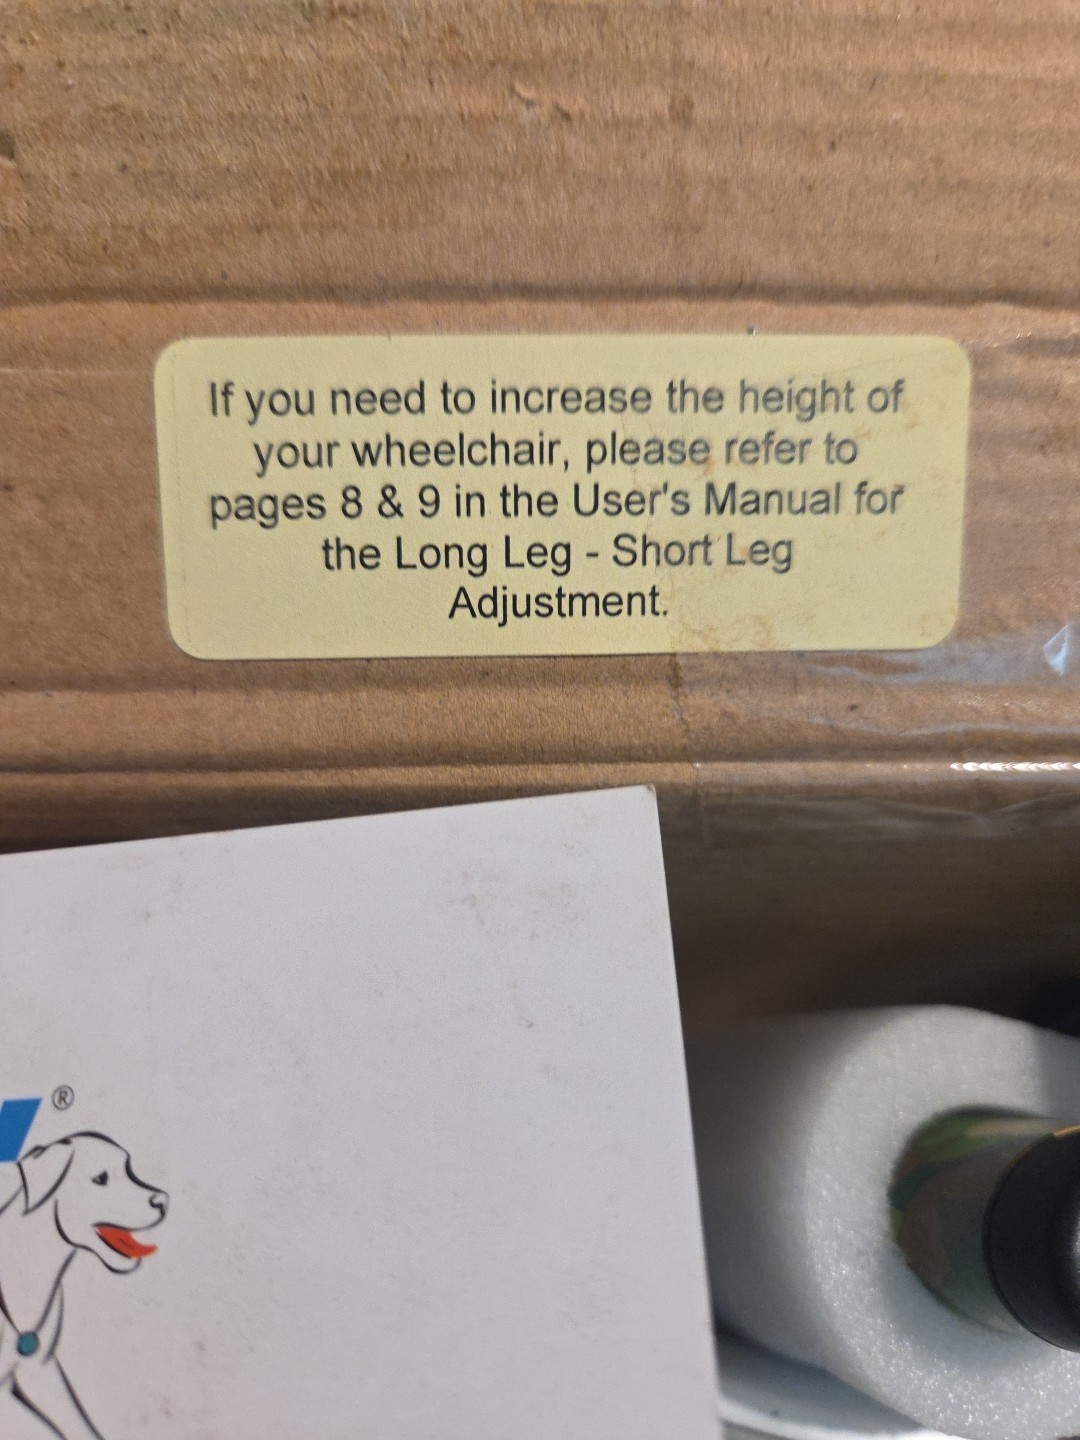 If you need to increase the height of
your wheelchair, please refer to
pages 8 & 9 in the User's Manual for
the Long Leg - Short Leg
Adjustment.
®